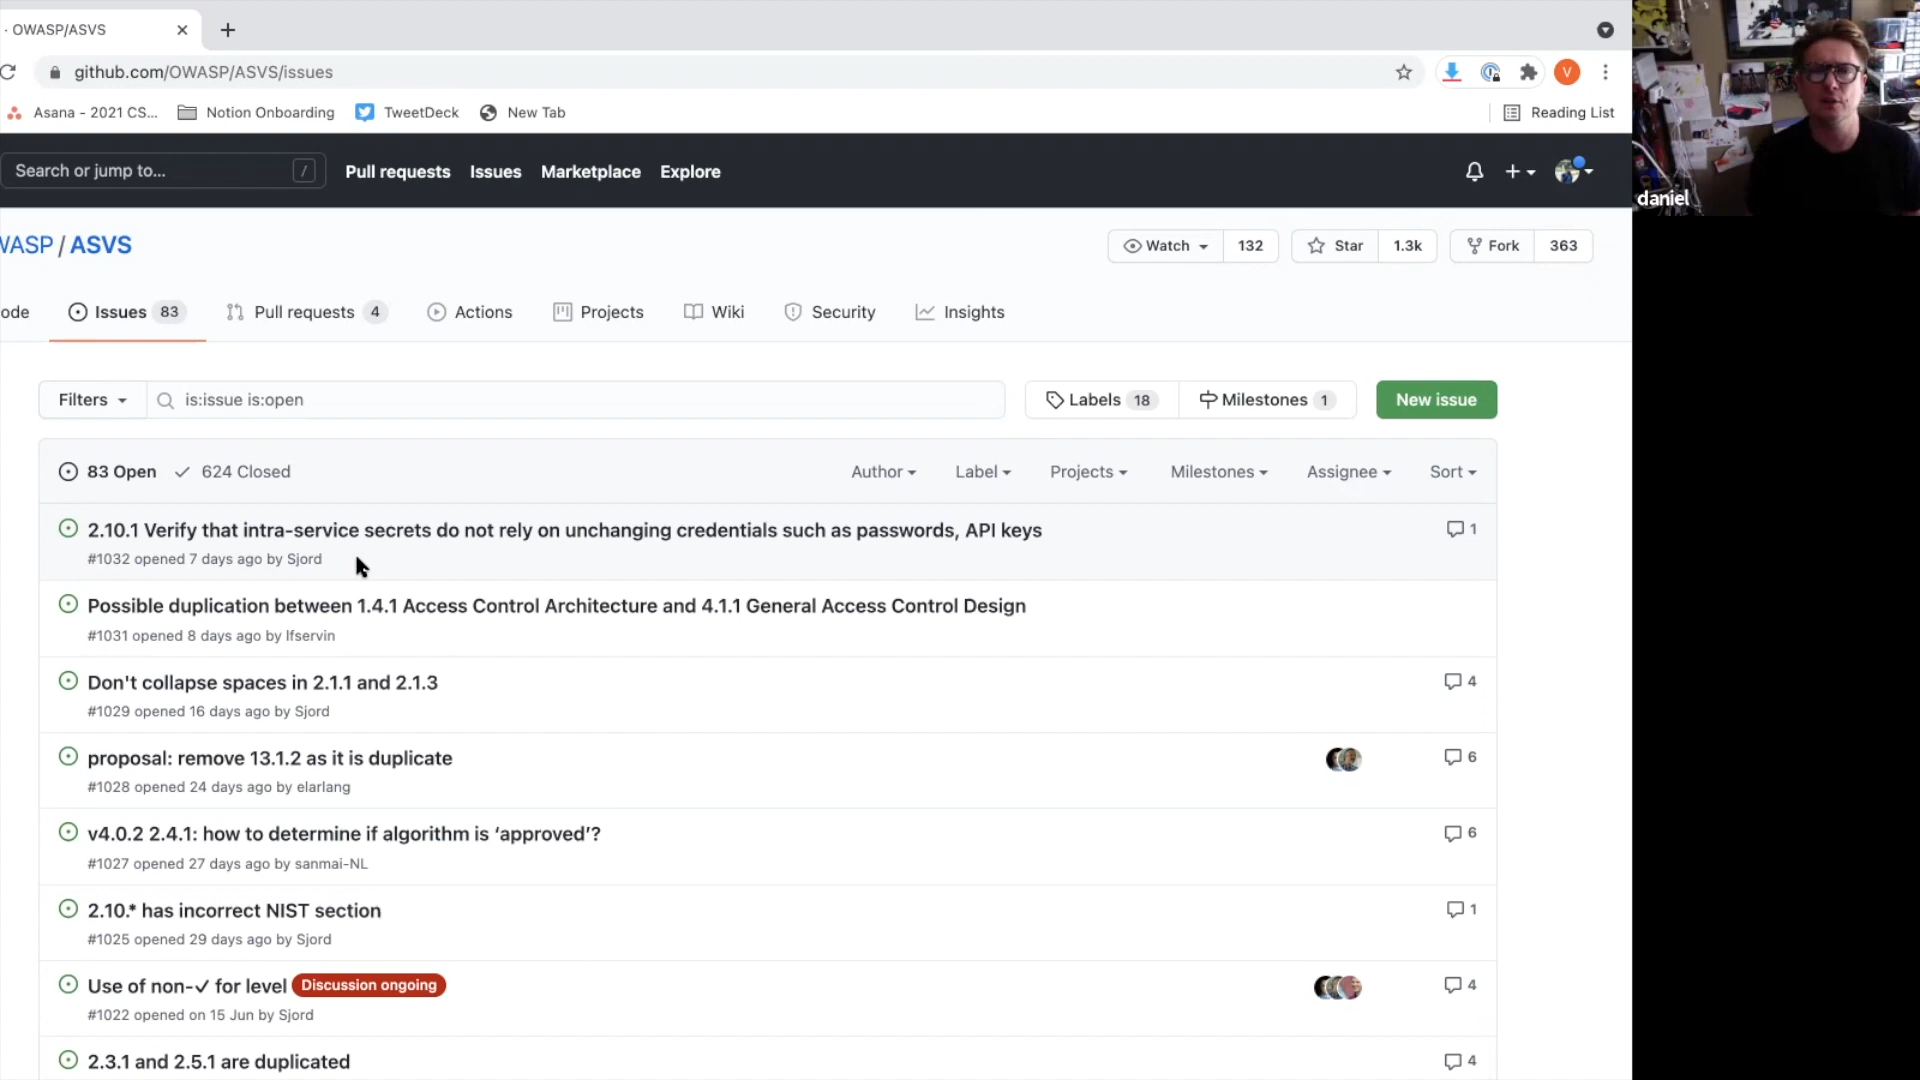 · OWASP/ASVS
github.com/OWASP/ASVS/issues
Asana - 2021 CS... Notion Onboarding TweetDeck New Tab Reading List
Search or jump to... / Pull requests Issues Marketplace Explore
daniel
WASP / ASVS Watch 132 Star 1.3k Fork 363
ode Issues 83 Pull requests 4 Actions Projects Wiki Security Insights
Filters is:issue is:open Labels 18 Milestones 1 New issue
83 Open 624 Closed Author Label Projects Milestones Assignee Sort
2.10.1 Verify that intra-service secrets do not rely on unchanging credentials such as passwords, API keys 1
#1032 opened 7 days ago by Sjord
Possible duplication between 1.4.1 Access Control Architecture and 4.1.1 General Access Control Design
#1031 opened 8 days ago by lfservin
Don't collapse spaces in 2.1.1 and 2.1.3 4
#1029 opened 16 days ago by Sjord
proposal: remove 13.1.2 as it is duplicate 6
#1028 opened 24 days ago by elarlang
v4.0.2 2.4.1: how to determine if algorithm is ‘approved’? 6
#1027 opened 27 days ago by sanmai-NL
2.10.* has incorrect NIST section 1
#1025 opened 29 days ago by Sjord
Use of non-✓ for level Discussion ongoing 4
#1022 opened on 15 Jun by Sjord
2.3.1 and 2.5.1 are duplicated 4